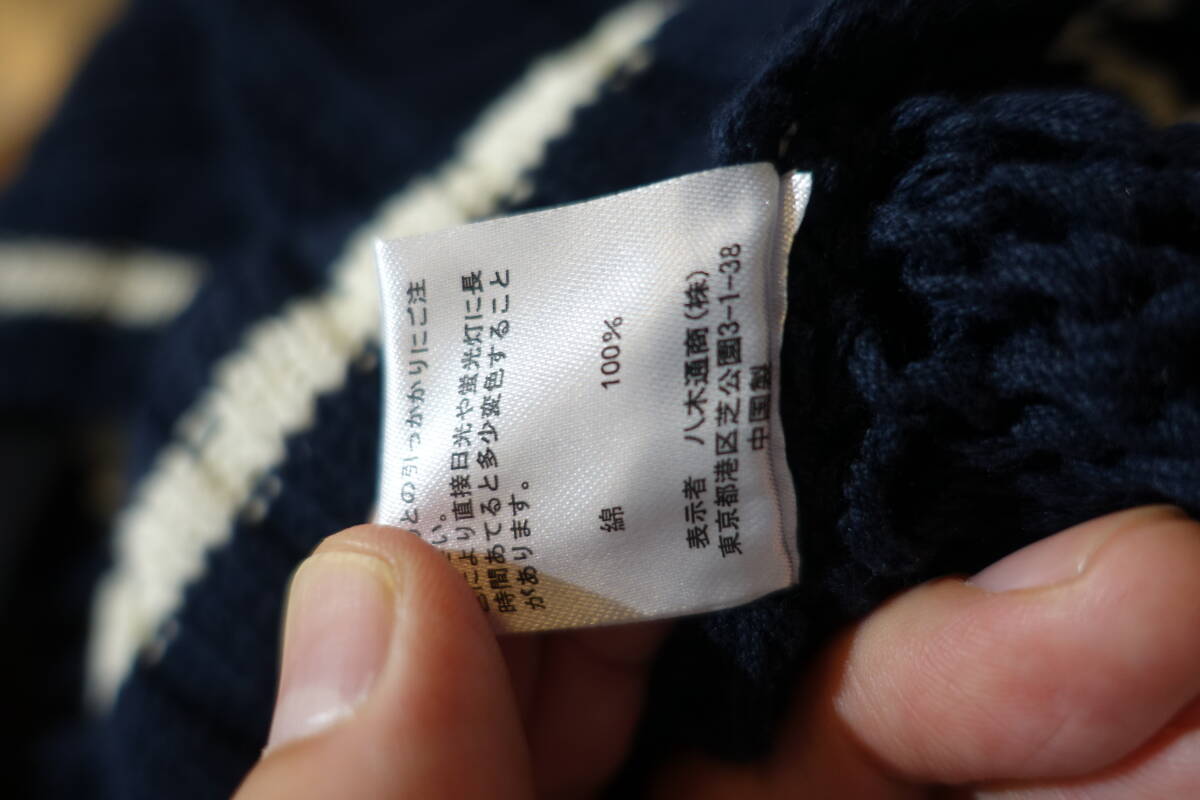 との引っかかりにご注
い。
により直接日光や蛍光灯に長
時間あてると多少変色すること
があります。
綿 100%
表示者 八木通商(株)
東京都港区芝公園3-1-38
中国製